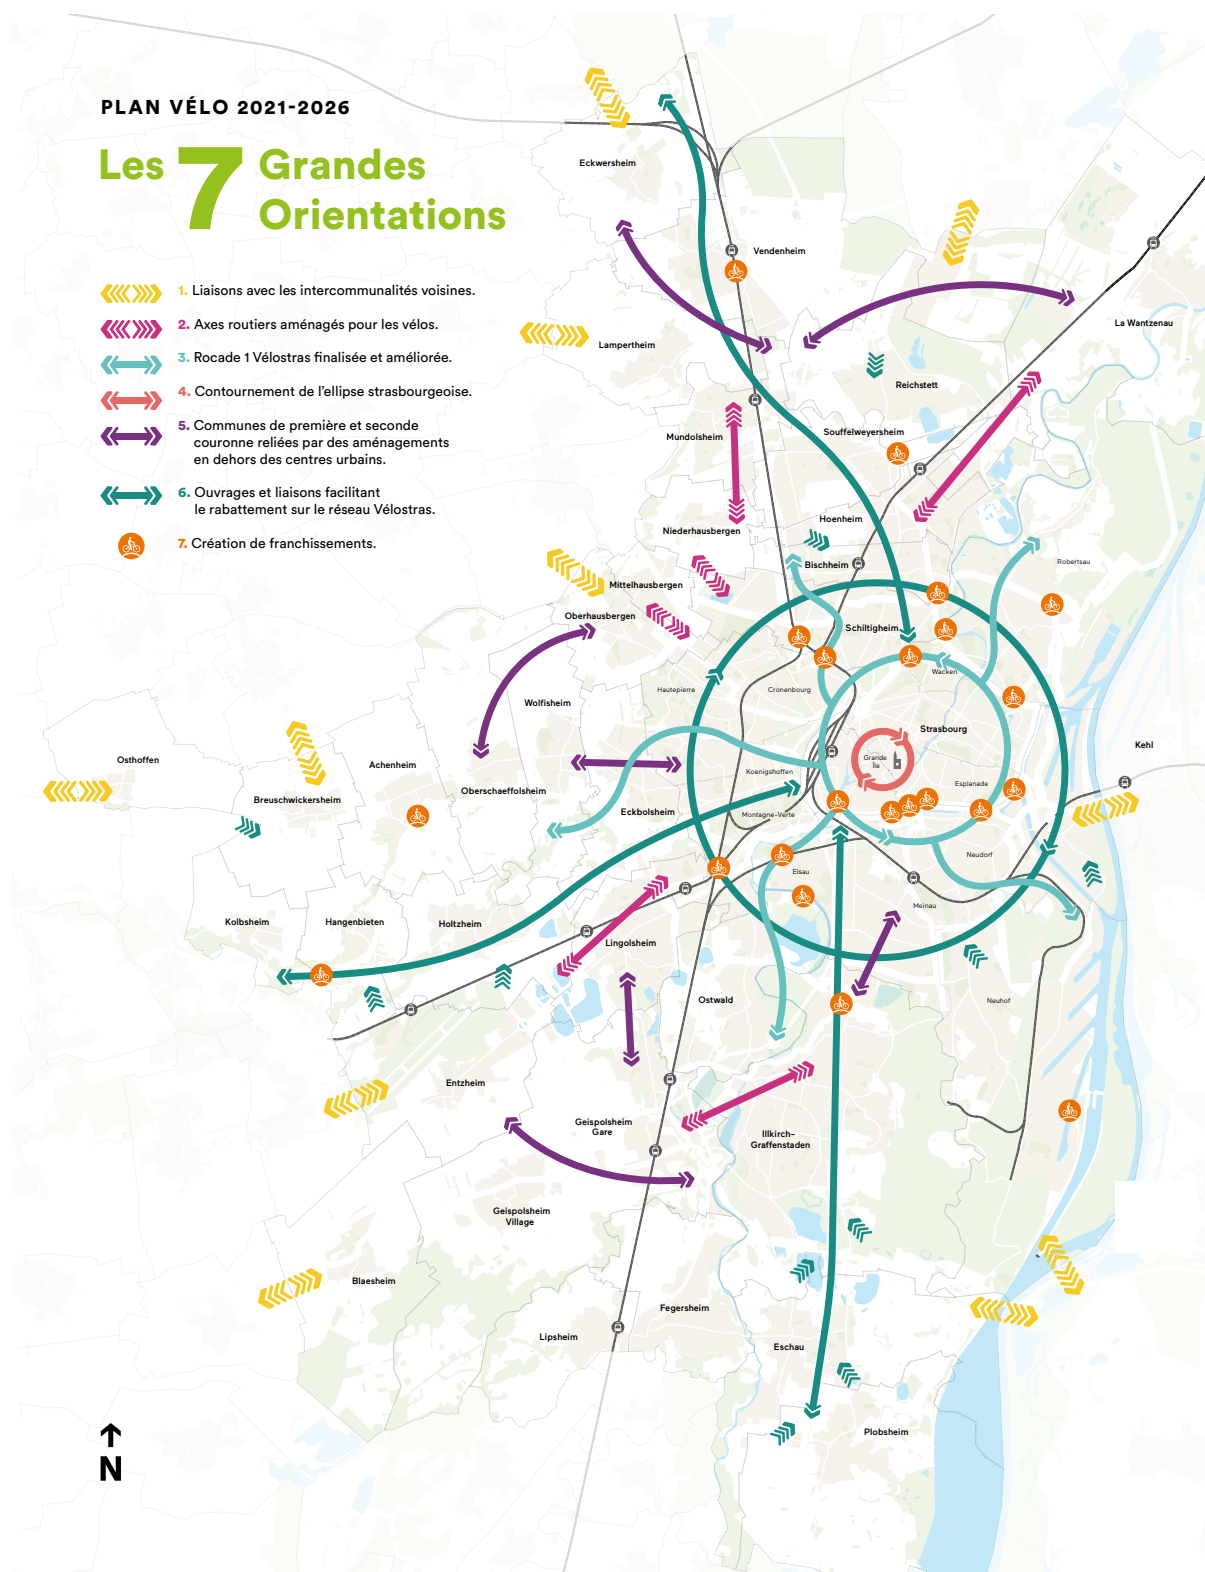 PLAN VÉLO 2021-2026
Les 7 Grandes
Orientations
1. Liaisons avec les intercommunalités voisines.
2. Axes routiers aménagés pour les vélos.
3. Rocade 1 Vélostras finalisée et améliorée.
4. Contournement de l'ellipse strasbourgeoise.
5. Communes de première et seconde
couronne reliées par des aménagements
en dehors des centres urbains.
6. Ouvrages et liaisons facilitant
le rabattement sur le réseau Vélostras.
7. Création de franchissements.
Eckwersheim
Vendenheim
La Wantzenau
Lampertheim
Reichstett
Souffelweyersheim
Mundolsheim
Hoenheim
Niederhausbergen
Bischheim
Robertsau
Mittelhausbergen
Oberhausbergen
Schiltigheim
Wacken
Hautepierre
Cronenbourg
Wolfisheim
Strasbourg
Kehl
Osthoffen
Achenheim
Grande
Île
Koenigshoffen
Esplanade
Oberschaeffolsheim
Breuschwickersheim
Eckbolsheim
Montagne-Verte
Neudorf
Elsau
Meinau
Kolbsheim
Hangenbieten
Holtzheim
Lingolsheim
Ostwald
Neuhof
Entzheim
Geispolsheim
Gare
Illkirch-
Graffenstaden
Geispolsheim
Village
Blaesheim
Fegersheim
Lipsheim
Eschau
Plobsheim
N